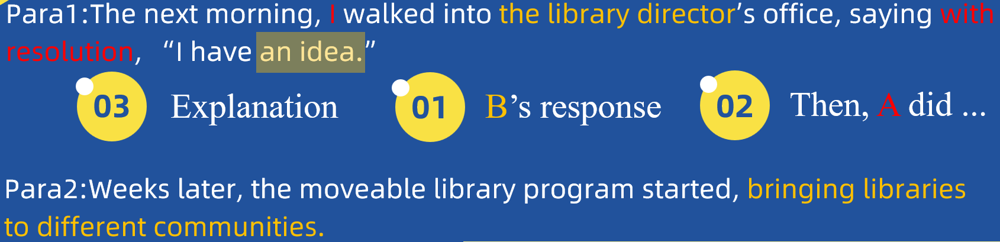 Para1:The next morning, I walked into the library director’s office, saying with
resolution, “I have an idea.”
03 Explanation 01 B’s response 02 Then, A did ...
Para2:Weeks later, the moveable library program started, bringing libraries
to different communities.